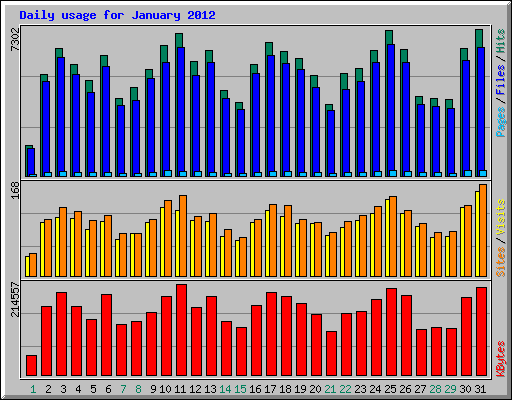 Daily usage for January 2012
7302
Pages / Files / Hits
168
Sites / Visits
214557
KBytes
1 2 3 4 5 6 7 8 9 10 11 12 13 14 15 16 17 18 19 20 21 22 23 24 25 26 27 28 29 30 31